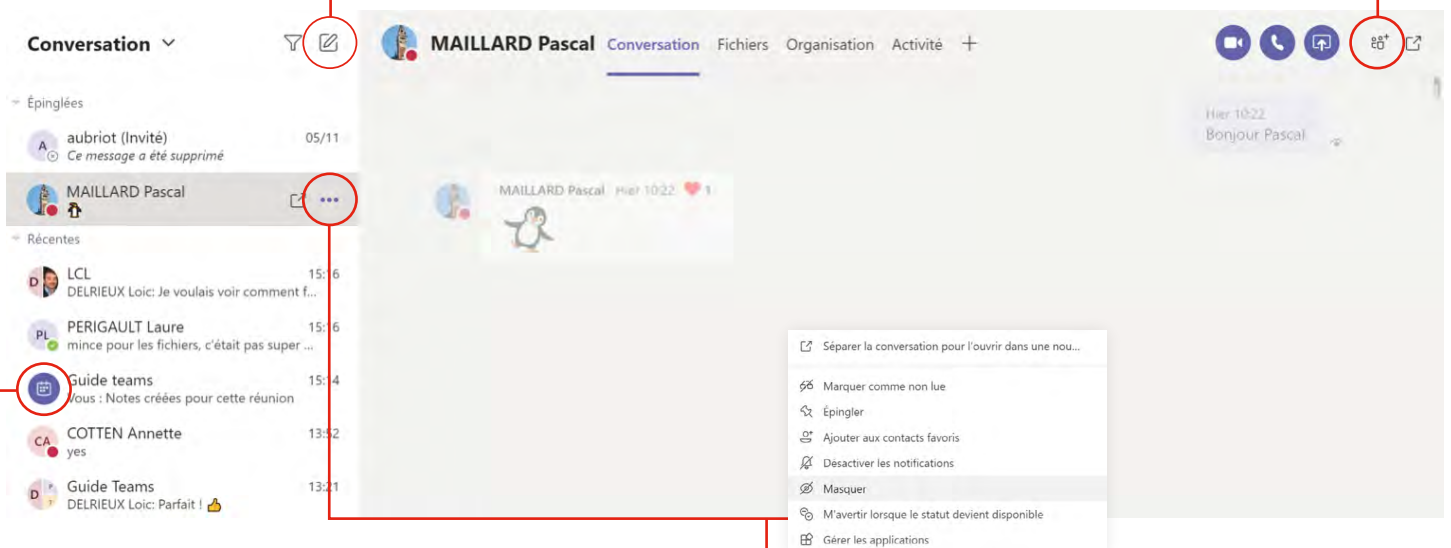 Conversation
MAILLARD Pascal Conversation Fichiers Organisation Activité +
Épinglées
aubriot (Invité) 05/11
A
Ce message a été supprimé
MAILLARD Pascal
Récentes
LCL 15:16
D
DELRIEUX Loic: Je voulais voir comment f...
PERIGAULT Laure 15:16
PL
mince pour les fichiers, c'était pas super ...
Guide teams 15:14
Vous : Notes créées pour cette réunion
COTTEN Annette 13:52
CA
yes
Guide Teams 13:21
D
DELRIEUX Loic: Parfait !
Hier 10:22
Bonjour Pascal
MAILLARD Pascal Hier 10:22 1
Séparer la conversation pour l'ouvrir dans une nou...
Marquer comme non lue
Épingler
Ajouter aux contacts favoris
Désactiver les notifications
Masquer
M'avertir lorsque le statut devient disponible
Gérer les applications